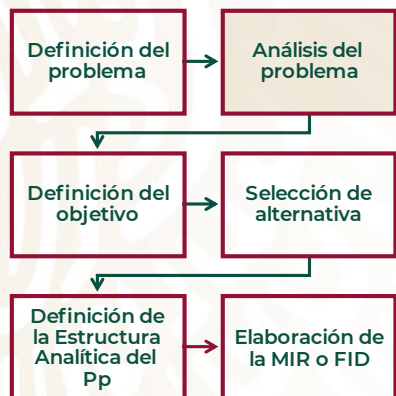 Definición del
problema
Análisis del
problema
Definición del
objetivo
Selección de
alternativa
Definición de
la Estructura
Analítica del
Pp
Elaboración de
la MIR o FID